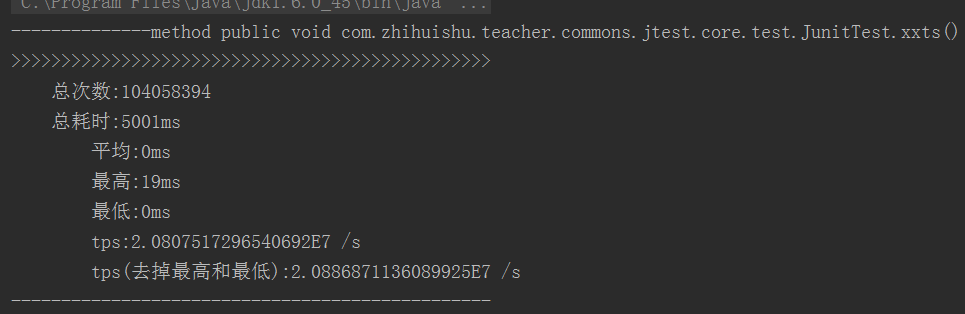 C:\Program Files\Java\jdk1.6.0_45\bin\java  ...
--------------method public void com.zhihuishu.teacher.commons.jtest.core.test.JunitTest.xxts()
>>>>>>>>>>>>>>>>>>>>>>>>>>>>>>>>>>>>>>>>>>>>>>>>
总次数:104058394
总耗时:5001ms
平均:0ms
最高:19ms
最低:0ms
tps:2.0807517296540692E7 /s
tps(去掉最高和最低):2.0886871136089925E7 /s
------------------------------------------------